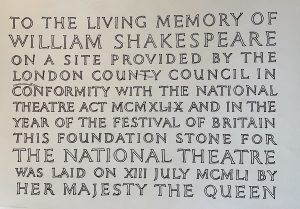 TO THE LIVING MEMORY OF
WILLIAM SHAKESPEARE
ON A SITE PROVIDED BY THE
LONDON COUNTY COUNCIL IN
CONFORMITY WITH THE NATIONAL
THEATRE ACT MCMXLIX AND IN THE
YEAR OF THE FESTIVAL OF BRITAIN
THIS FOUNDATION STONE FOR
THE NATIONAL THEATRE
WAS LAID ON XIII JULY MCMLI BY
HER MAJESTY THE QUEEN